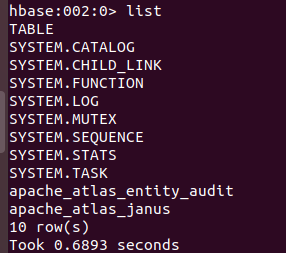 hbase:002:0> list
TABLE
SYSTEM.CATALOG
SYSTEM.CHILD_LINK
SYSTEM.FUNCTION
SYSTEM.LOG
SYSTEM.MUTEX
SYSTEM.SEQUENCE
SYSTEM.STATS
SYSTEM.TASK
apache_atlas_entity_audit
apache_atlas_janus
10 row(s)
Took 0.6893 seconds